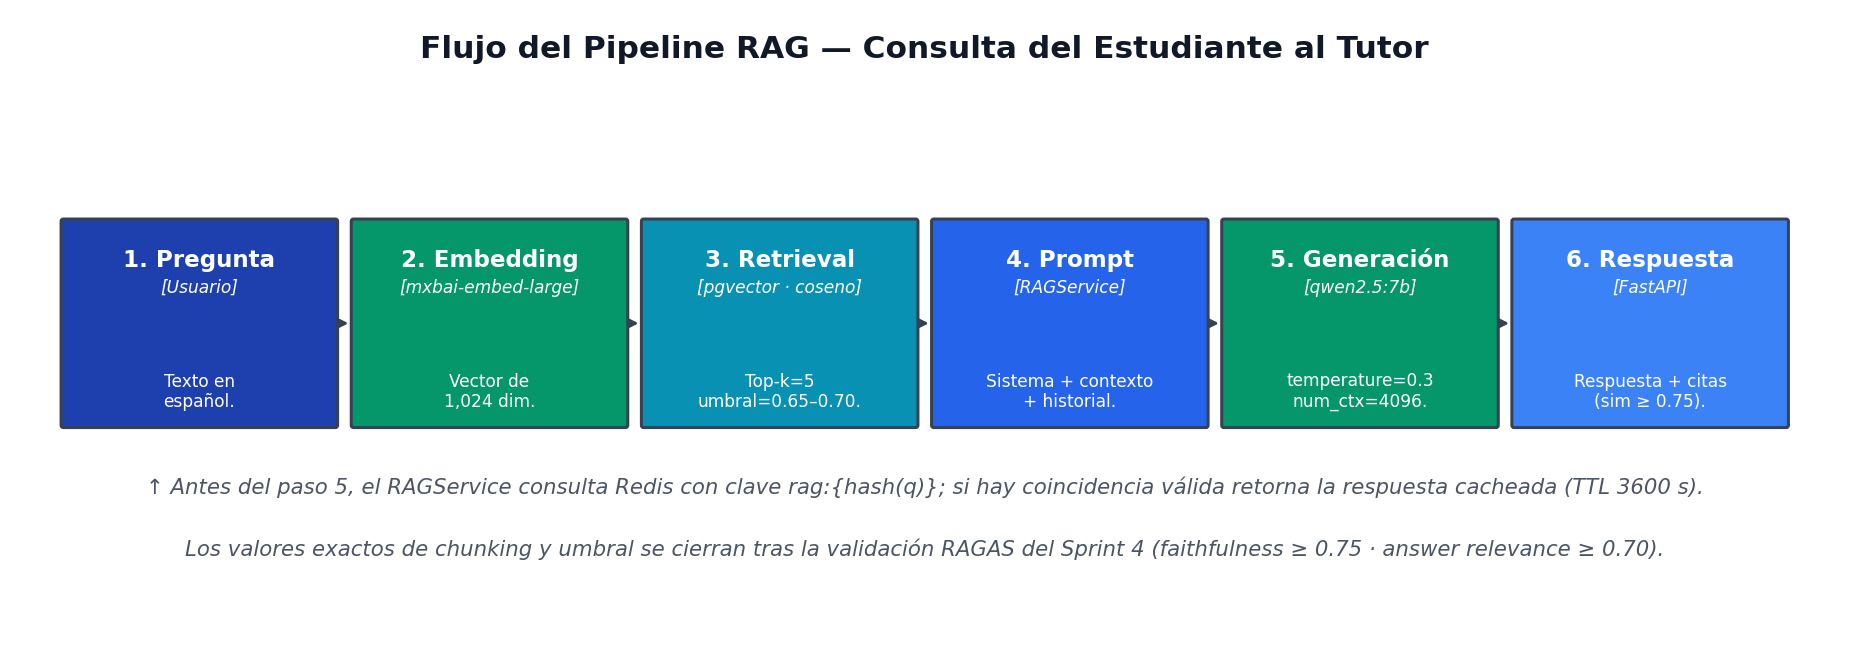 Flujo del Pipeline RAG — Consulta del Estudiante al Tutor
1. Pregunta
[Usuario]
Texto en
español.
2. Embedding
[mxbai-embed-large]
Vector de
1,024 dim.
3. Retrieval
[pgvector · coseno]
Top-k=5
umbral=0.65–0.70.
4. Prompt
[RAGService]
Sistema + contexto
+ historial.
5. Generación
[qwen2.5:7b]
temperature=0.3
num_ctx=4096.
6. Respuesta
[FastAPI]
Respuesta + citas
(sim ≥ 0.75).
↑ Antes del paso 5, el RAGService consulta Redis con clave rag:{hash(q)}; si hay coincidencia válida retorna la respuesta cacheada (TTL 3600 s).
Los valores exactos de chunking y umbral se cierran tras la validación RAGAS del Sprint 4 (faithfulness ≥ 0.75 · answer relevance ≥ 0.70).